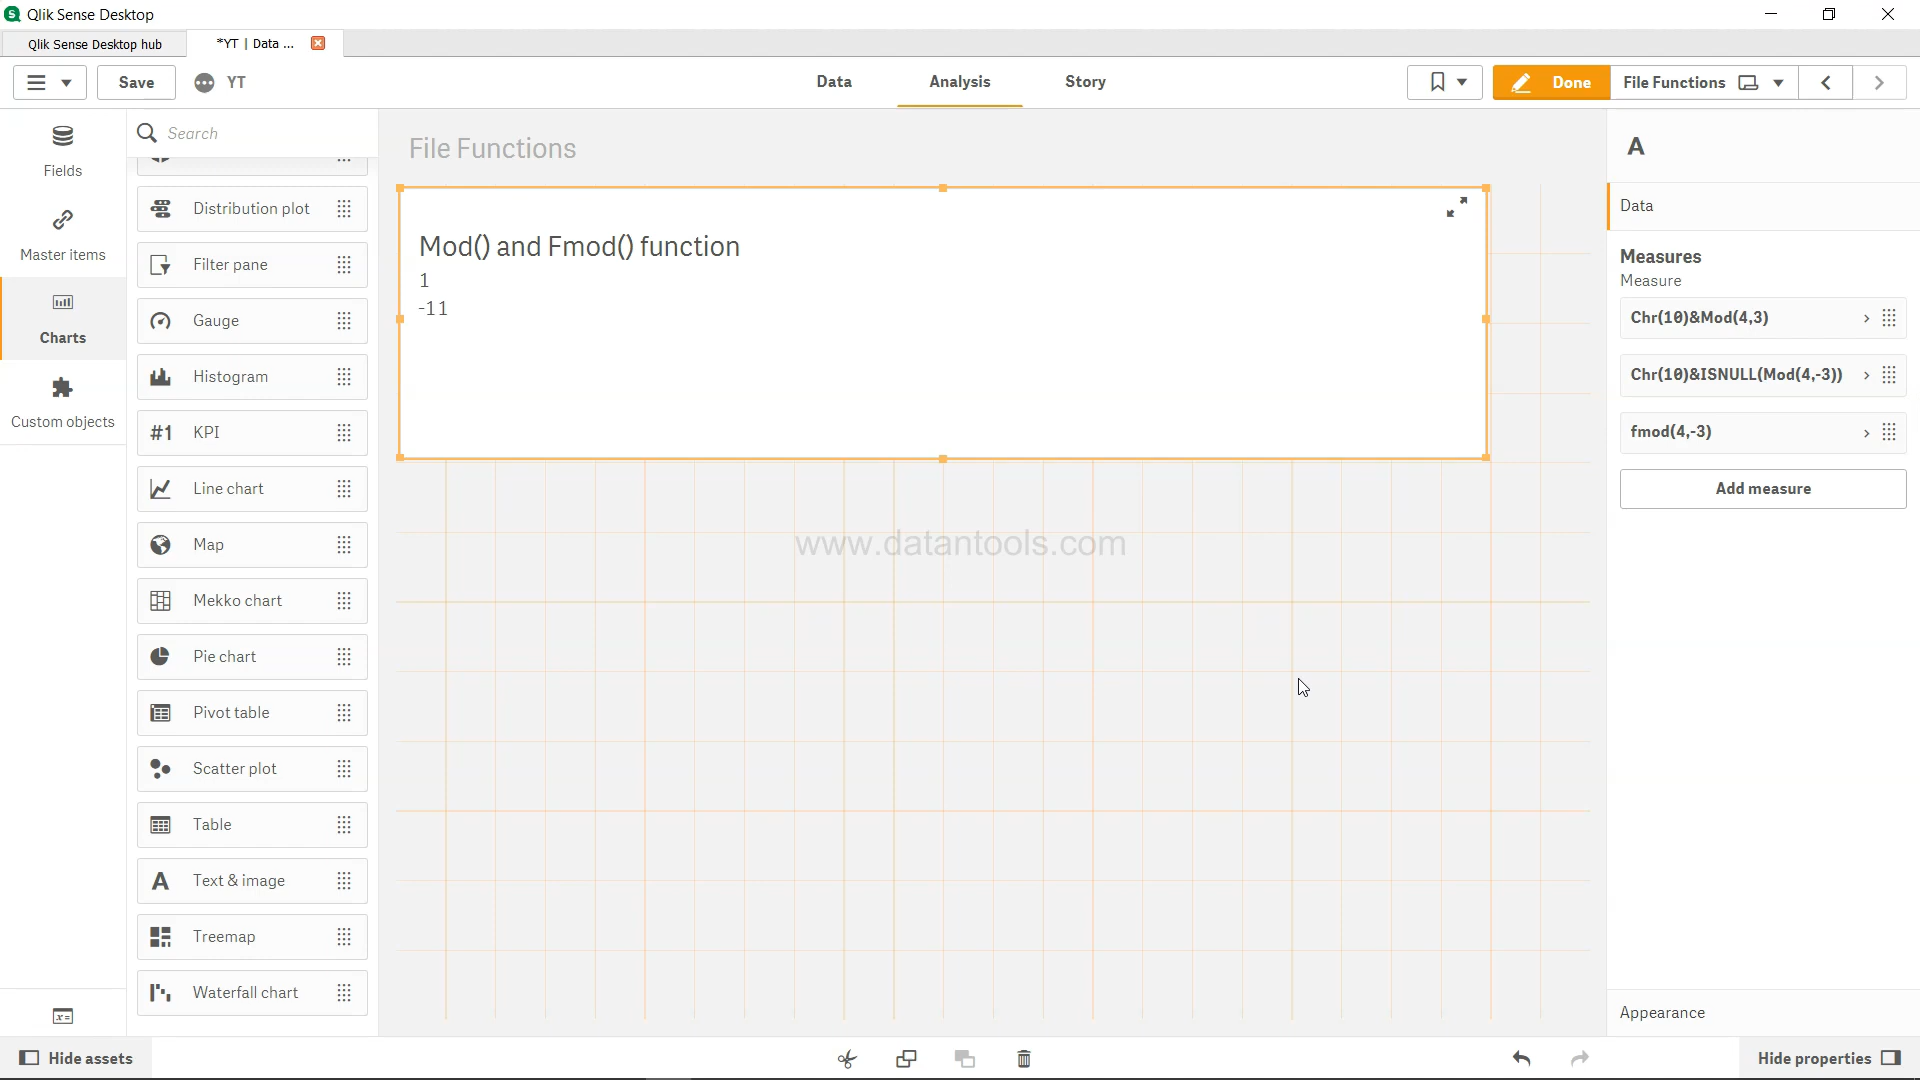 Qlik Sense Desktop
Qlik Sense Desktop hub
*YT | Data ...
Save
YT
Data
Analysis
Story
Done
File Functions
Fields
Master items
Charts
Custom objects
Search
Distribution plot
Filter pane
Gauge
Histogram
#1 KPI
Line chart
Map
Mekko chart
Pie chart
Pivot table
Scatter plot
Table
A Text & image
Treemap
Waterfall chart
File Functions
Mod() and Fmod() function
1
-11
www.datantools.com
A
Data
Measures
Measure
Chr(10)&Mod(4,3)
Chr(10)&ISNULL(Mod(4,-3))
fmod(4,-3)
Add measure
Appearance
Hide assets
Hide properties